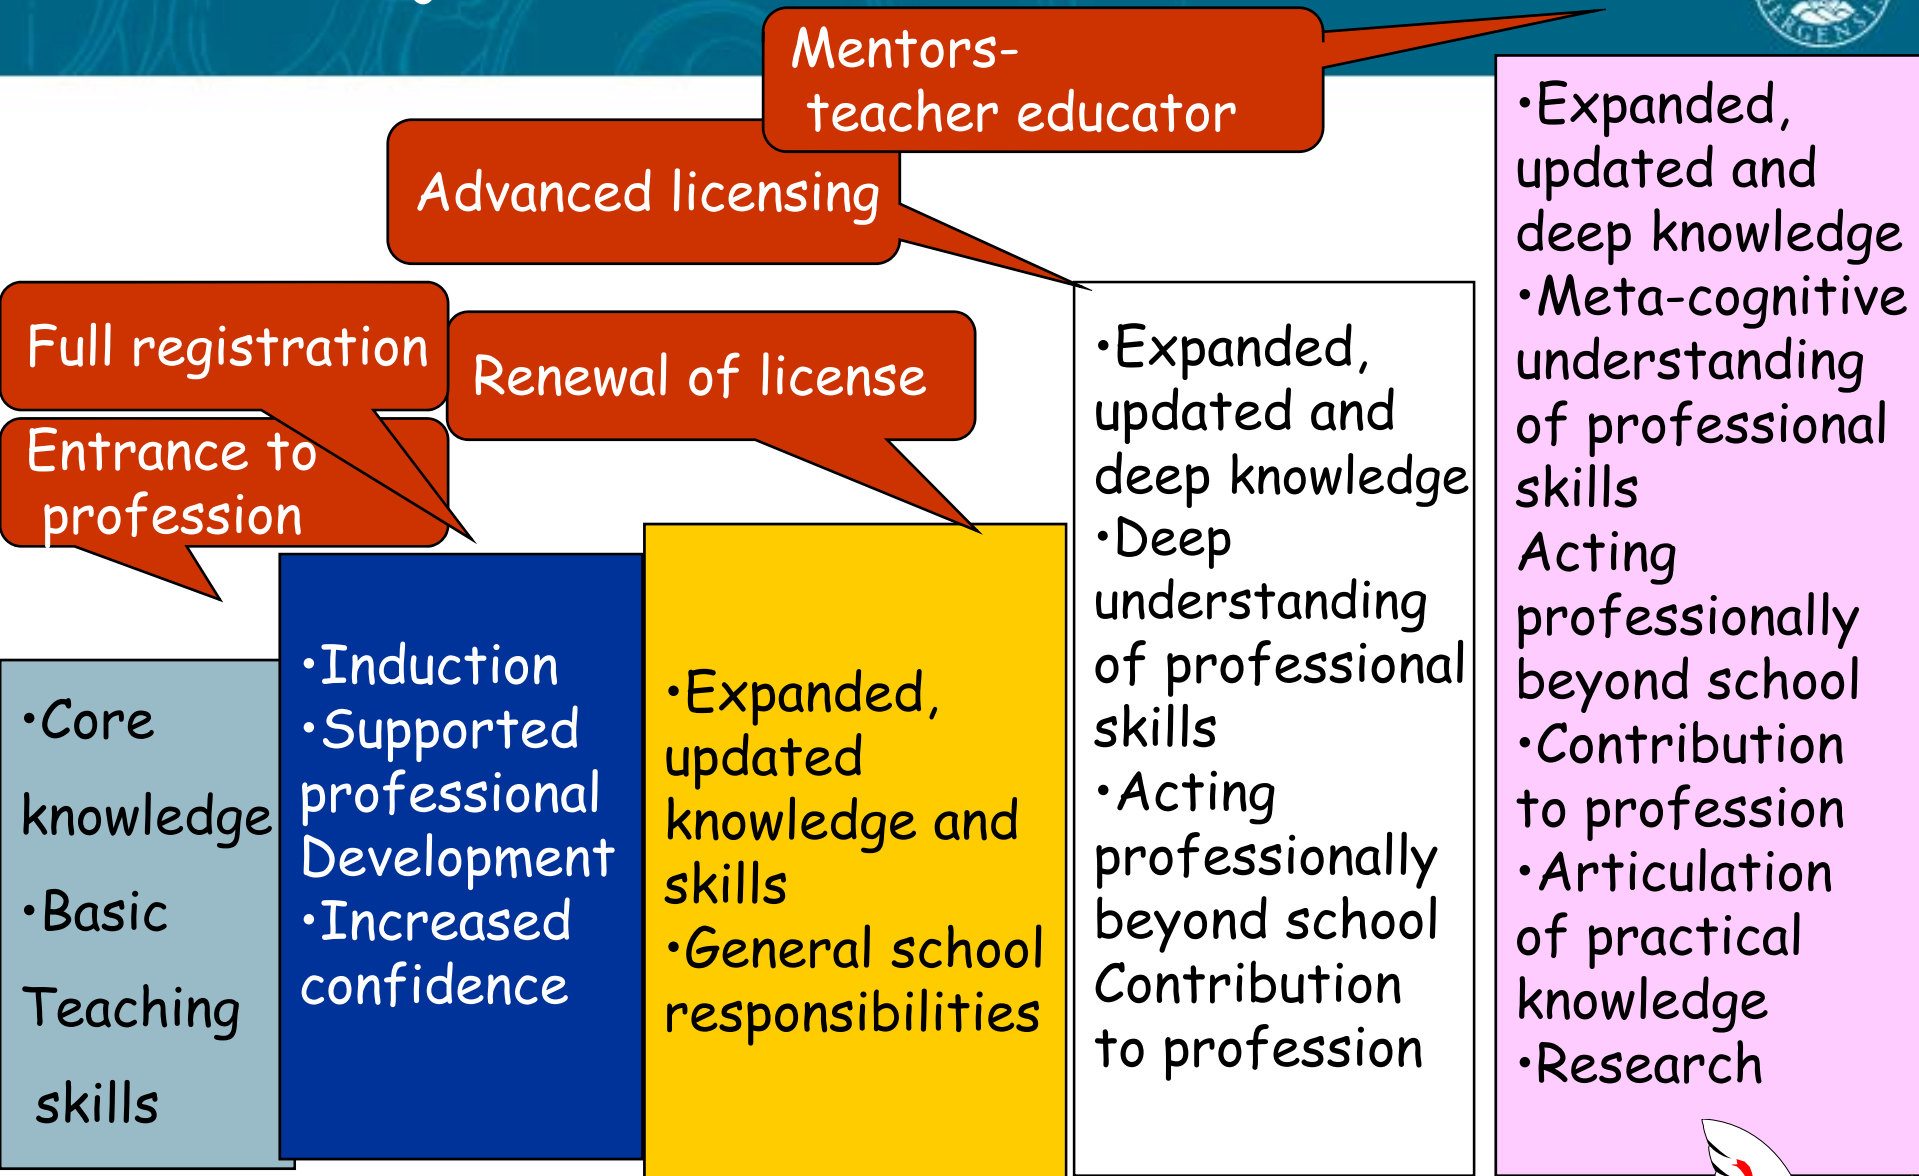 Mentors-
teacher educator
Advanced licensing
Full registration
Renewal of license
Entrance to
profession
•Core
knowledge
•Basic
Teaching
skills
•Induction
•Supported
professional
Development
•Increased
confidence
•Expanded,
updated
knowledge and
skills
•General school
responsibilities
•Expanded,
updated and
deep knowledge
•Deep
understanding
of professional
skills
•Acting
professionally
beyond school
Contribution
to profession
•Expanded,
updated and
deep knowledge
•Meta-cognitive
understanding
of professional
skills
Acting
professionally
beyond school
•Contribution
to profession
•Articulation
of practical
knowledge
•Research